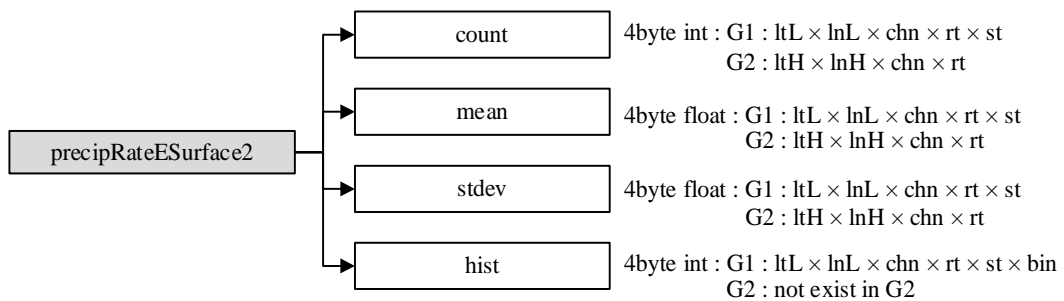 count
4byte int : G1 : ltL × lnL × chn × rt × st
G2 : ltH × lnH × chn × rt
mean
4byte float : G1 : ltL × lnL × chn × rt × st
G2 : ltH × lnH × chn × rt
precipRateESurface2
stdev
4byte float : G1 : ltL × lnL × chn × rt × st
G2 : ltH × lnH × chn × rt
hist
4byte int : G1 : ltL × lnL × chn × rt × st × bin
G2 : not exist in G2